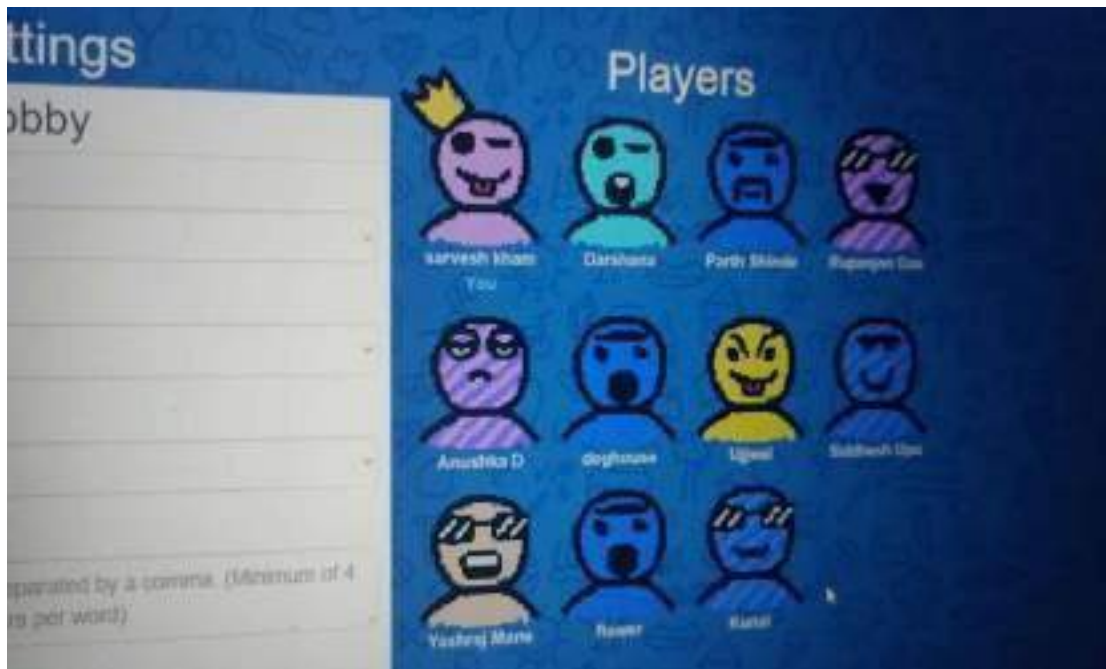 ttings
obby
eparated by a comma. (Minimum of 4
rs per word)
Players
sarvesh kham
Darshana
Parth Shinde
You
Anushka D
doghouse
Ujjwal
Yashraj Mane
flower
Kunal